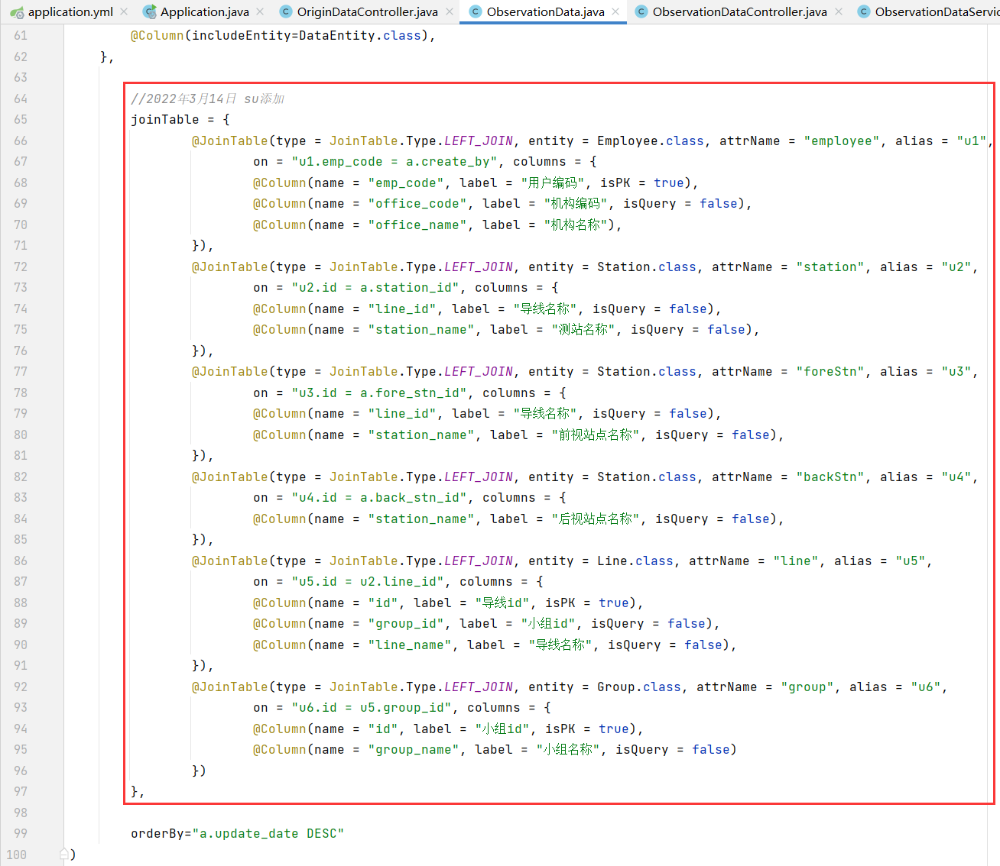 application.yml Application.java OriginDataController.java ObservationData.java ObservationDataController.java ObservationDataServic
61 @Column(includeEntity=DataEntity.class),
62 },
63
64 //2022年3月14日 su添加
65 joinTable = {
66 @JoinTable(type = JoinTable.Type.LEFT_JOIN, entity = Employee.class, attrName = "employee", alias = "u1",
67 on = "u1.emp_code = a.create_by", columns = {
68 @Column(name = "emp_code", label = "用户编码", isPK = true),
69 @Column(name = "office_code", label = "机构编码", isQuery = false),
70 @Column(name = "office_name", label = "机构名称"),
71 }),
72 @JoinTable(type = JoinTable.Type.LEFT_JOIN, entity = Station.class, attrName = "station", alias = "u2",
73 on = "u2.id = a.station_id", columns = {
74 @Column(name = "line_id", label = "导线名称", isQuery = false),
75 @Column(name = "station_name", label = "测站名称", isQuery = false),
76 }),
77 @JoinTable(type = JoinTable.Type.LEFT_JOIN, entity = Station.class, attrName = "foreStn", alias = "u3",
78 on = "u3.id = a.fore_stn_id", columns = {
79 @Column(name = "line_id", label = "导线名称", isQuery = false),
80 @Column(name = "station_name", label = "前视站点名称", isQuery = false),
81 }),
82 @JoinTable(type = JoinTable.Type.LEFT_JOIN, entity = Station.class, attrName = "backStn", alias = "u4",
83 on = "u4.id = a.back_stn_id", columns = {
84 @Column(name = "station_name", label = "后视站点名称", isQuery = false),
85 }),
86 @JoinTable(type = JoinTable.Type.LEFT_JOIN, entity = Line.class, attrName = "line", alias = "u5",
87 on = "u5.id = u2.line_id", columns = {
88 @Column(name = "id", label = "导线id", isPK = true),
89 @Column(name = "group_id", label = "小组id", isQuery = false),
90 @Column(name = "line_name", label = "导线名称", isQuery = false),
91 }),
92 @JoinTable(type = JoinTable.Type.LEFT_JOIN, entity = Group.class, attrName = "group", alias = "u6",
93 on = "u6.id = u5.group_id", columns = {
94 @Column(name = "id", label = "小组id", isPK = true),
95 @Column(name = "group_name", label = "小组名称", isQuery = false)
96 })
97 },
98
99 orderBy="a.update_date DESC"
100 )